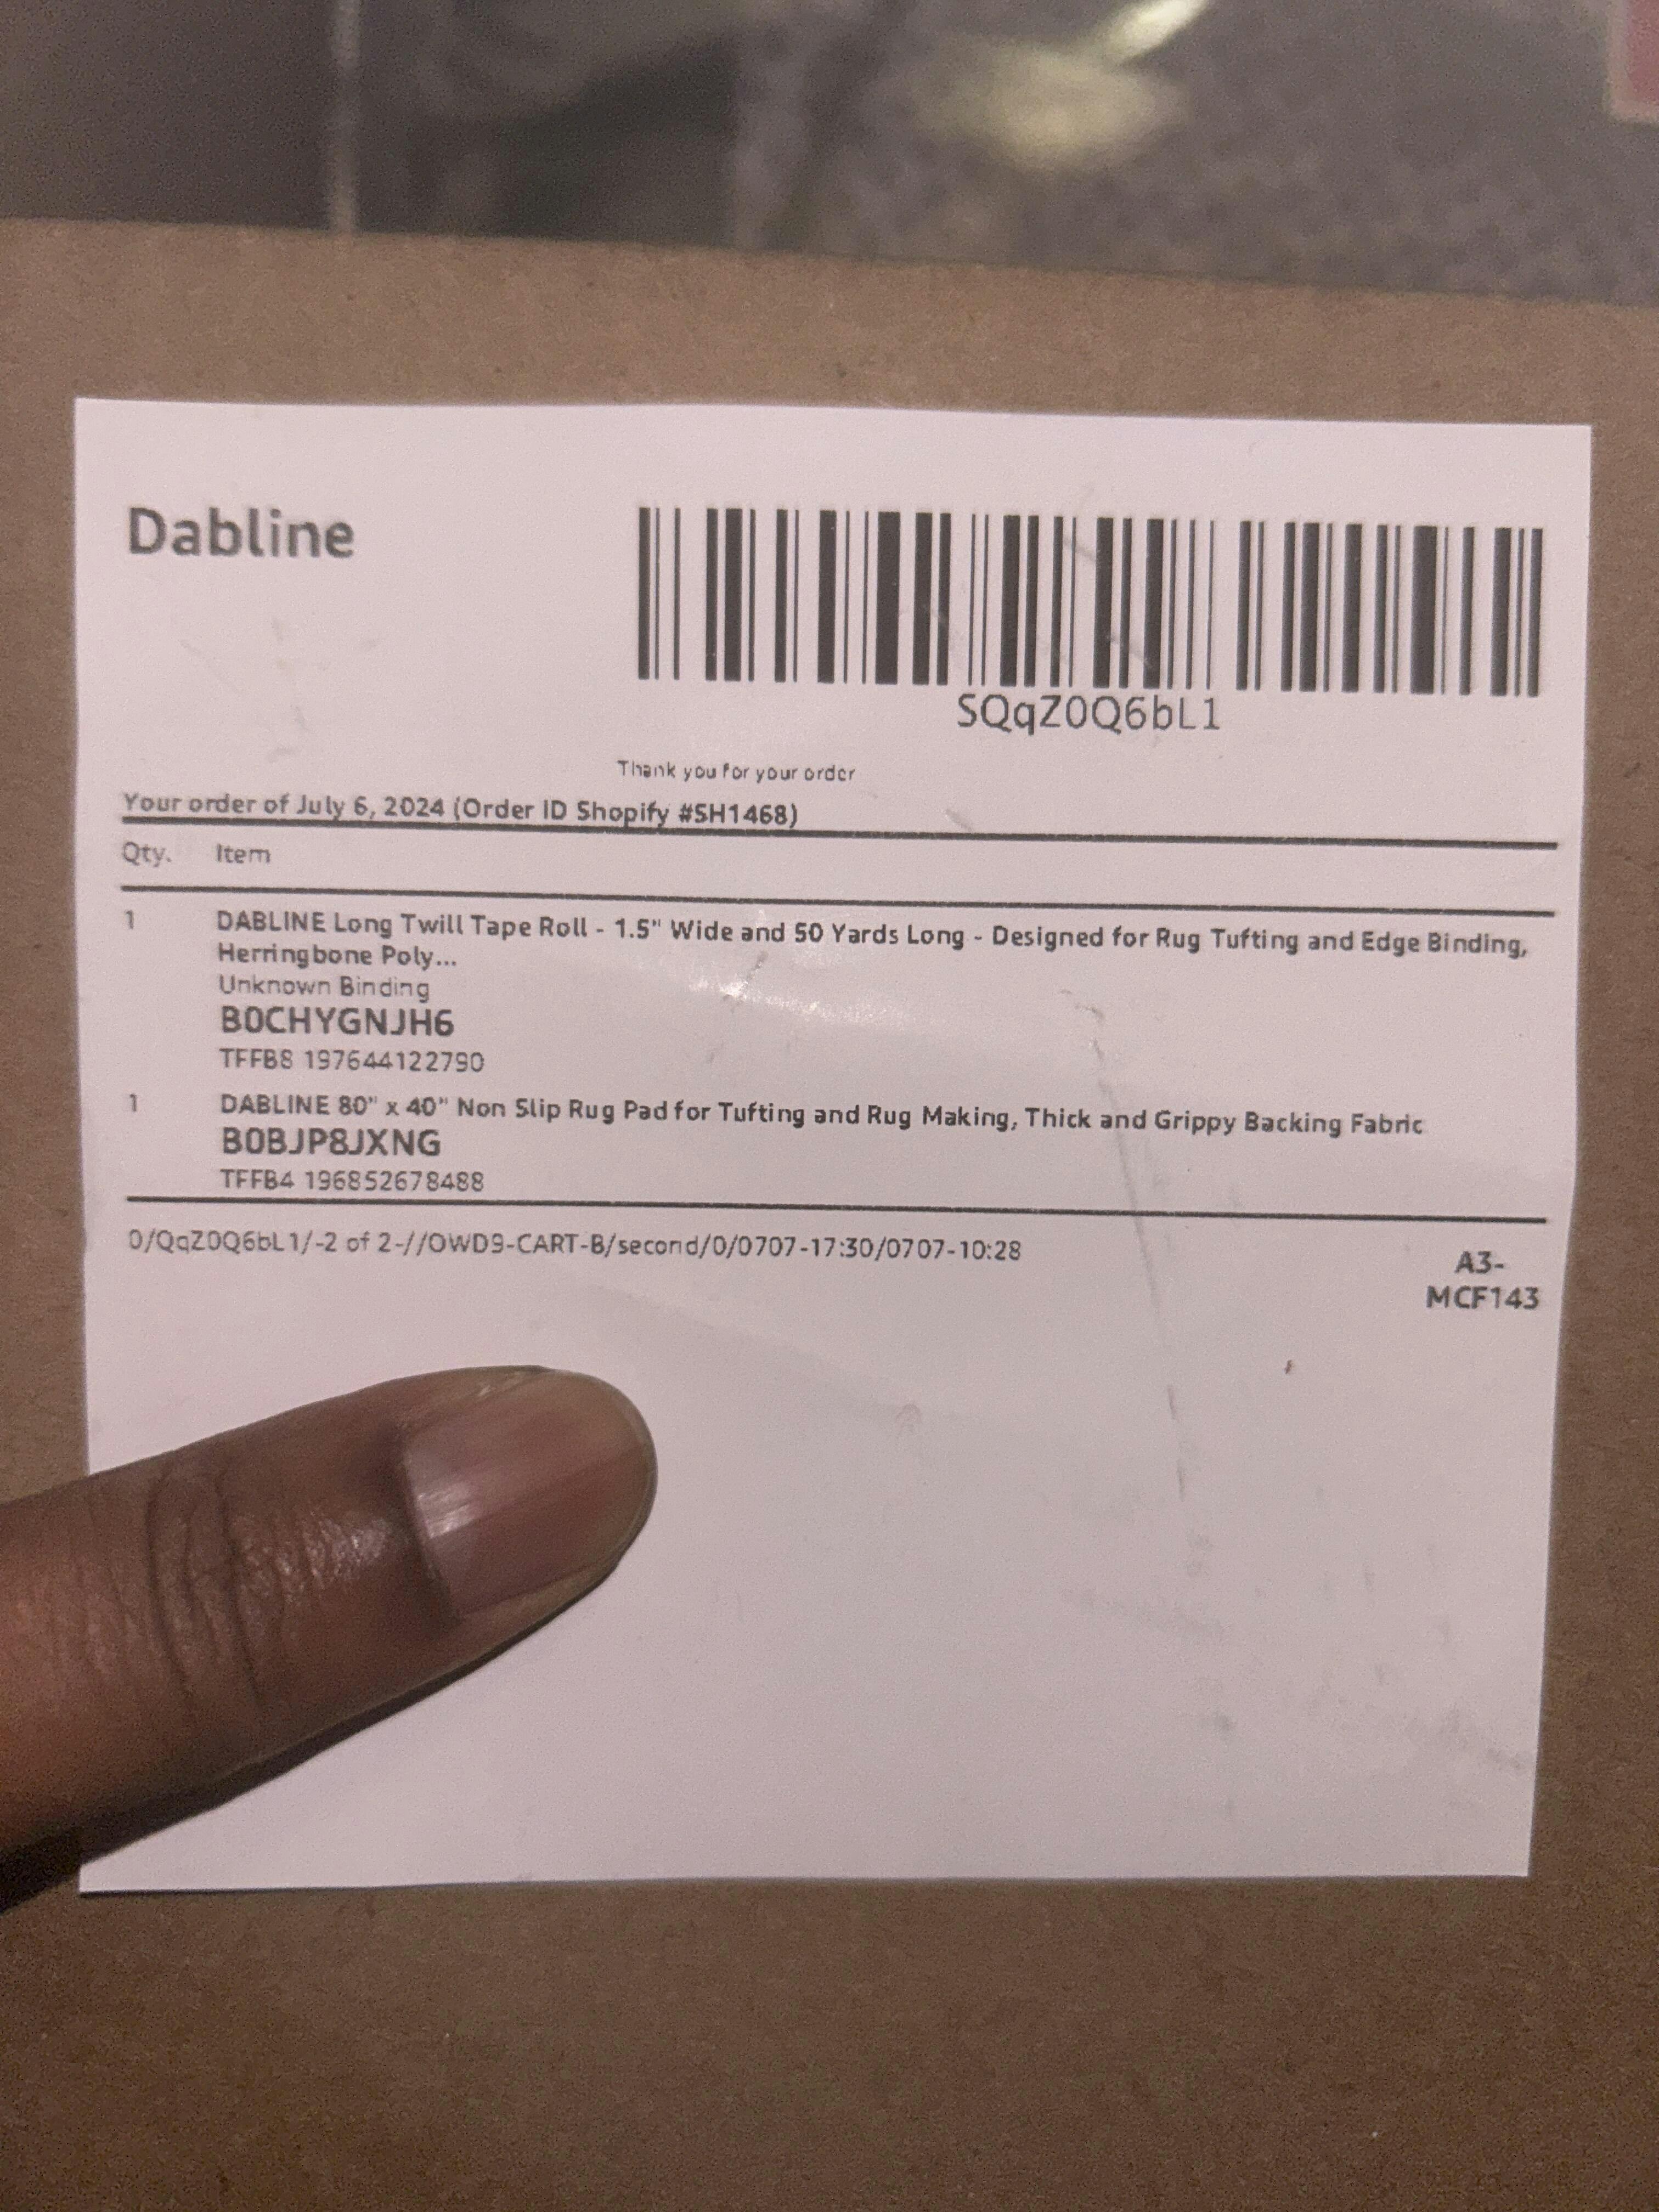 Dabline
SQqZ0Q6bL1
Thank you for your order
Your order of July 6, 2024 (Order ID Shopify #SH1468)
Qty. Item
1 DABLINE Long Twill Tape Roll - 1.5" Wide and 50 Yards Long - Designed for Rug Tufting and Edge Binding,
Herringbone Poly...
Unknown Binding
B0CHYGNJH6
TFFB8 197644122790
1 DABLINE 80" x 40" Non Slip Rug Pad for Tufting and Rug Making, Thick and Grippy Backing Fabric
B0BJP8JXNG
TFFB4 196852678488
0/QqZ0Q6bL1/-2 of 2-//OWD9-CART-B/second/0/0707-17:30/0707-10:28
A3-
MCF143